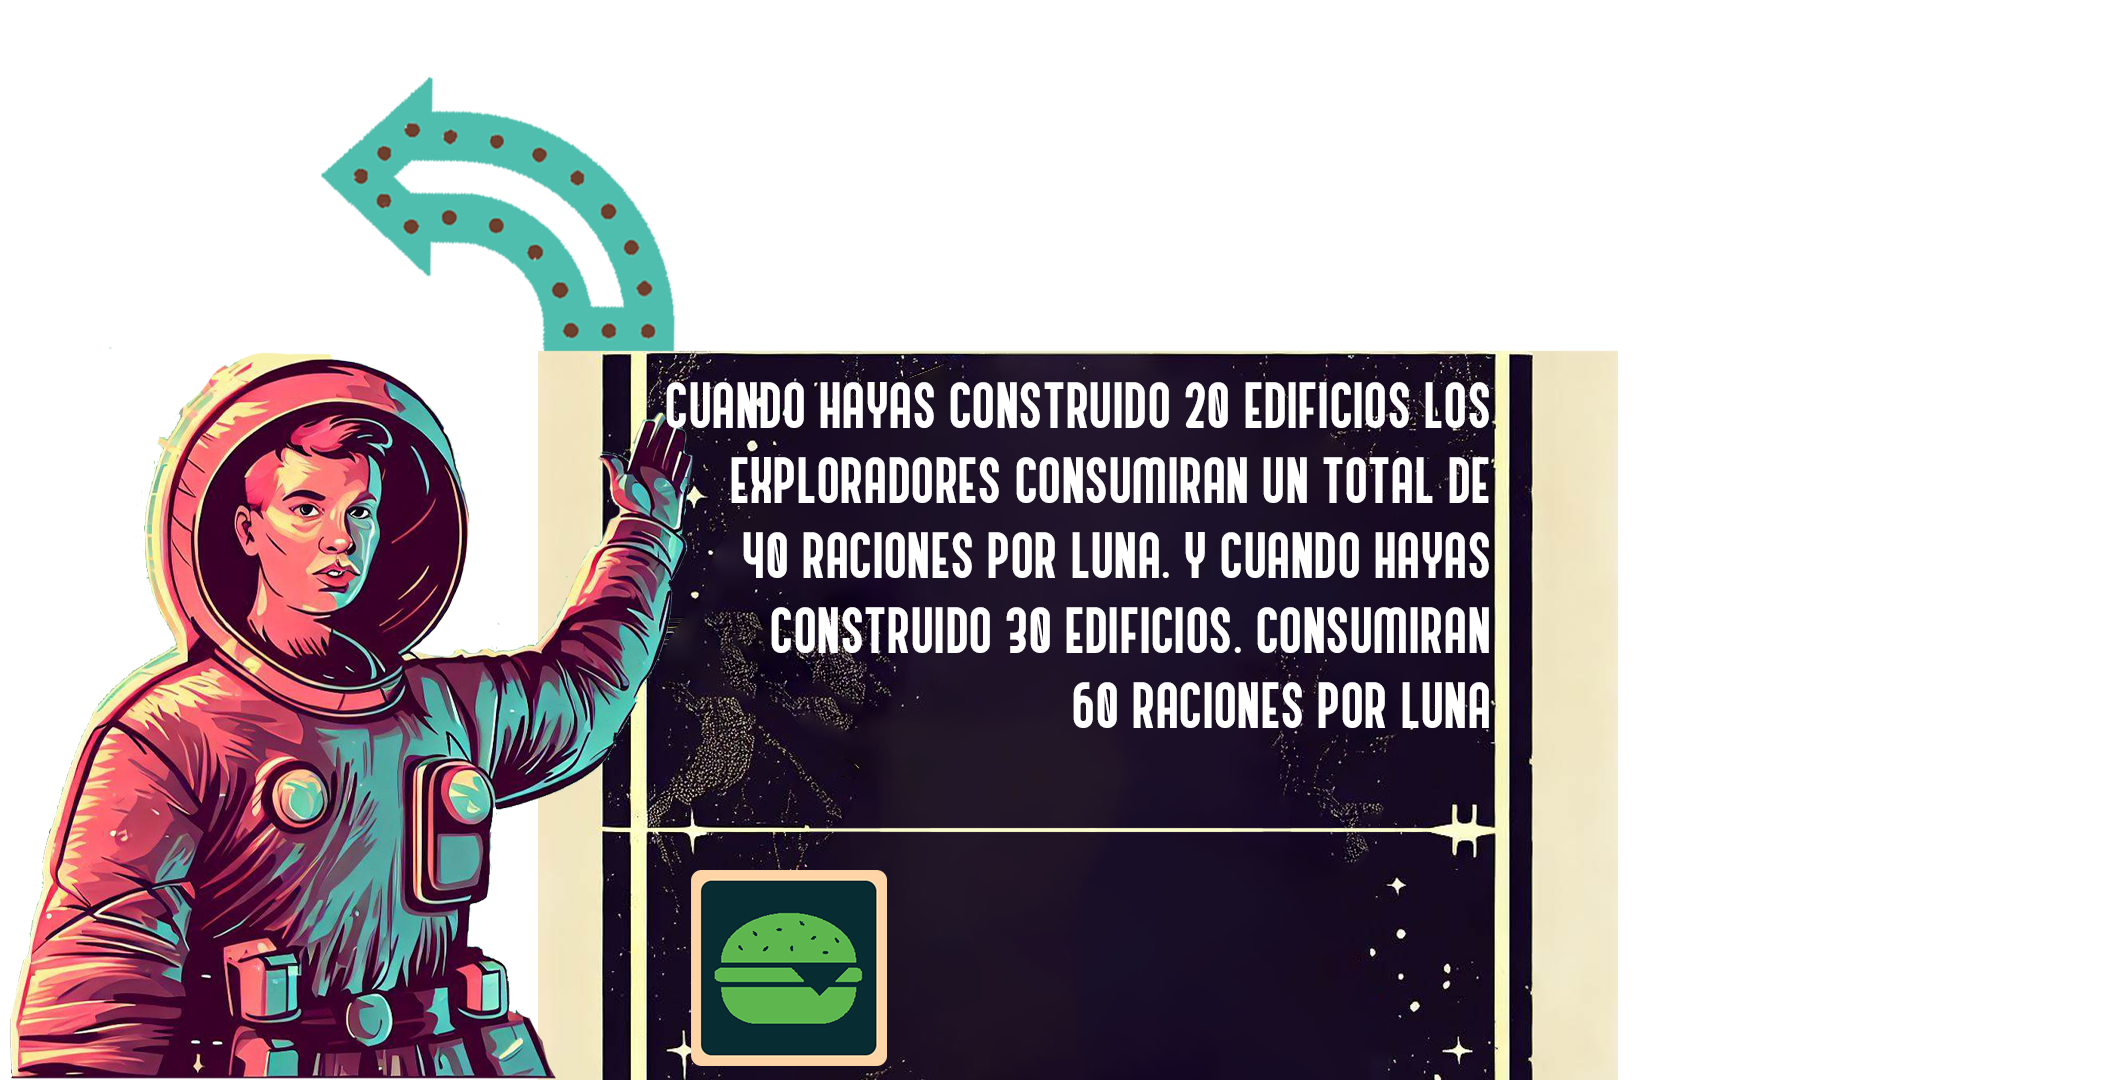 CUANDO HAYAS CONSTRUIDO 20 EDIFICIOS LOS
EXPLORADORES CONSUMIRAN UN TOTAL DE
40 RACIONES POR LUNA. Y CUANDO HAYAS
CONSTRUIDO 30 EDIFICIOS. CONSUMIRAN
60 RACIONES POR LUNA